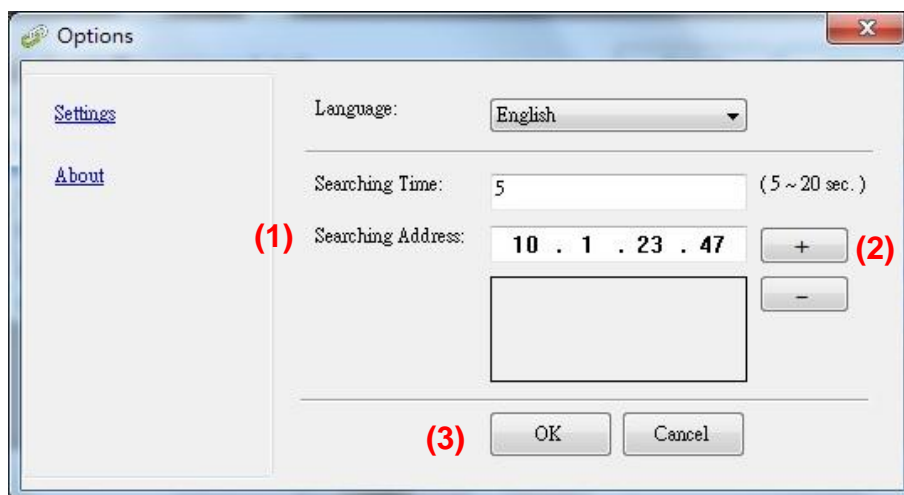 Options
Settings
About
Language: English
Searching Time: 5 (5~20 sec.)
(1) Searching Address: 10 . 1 . 23 . 47 + (2)
-
(3) OK Cancel